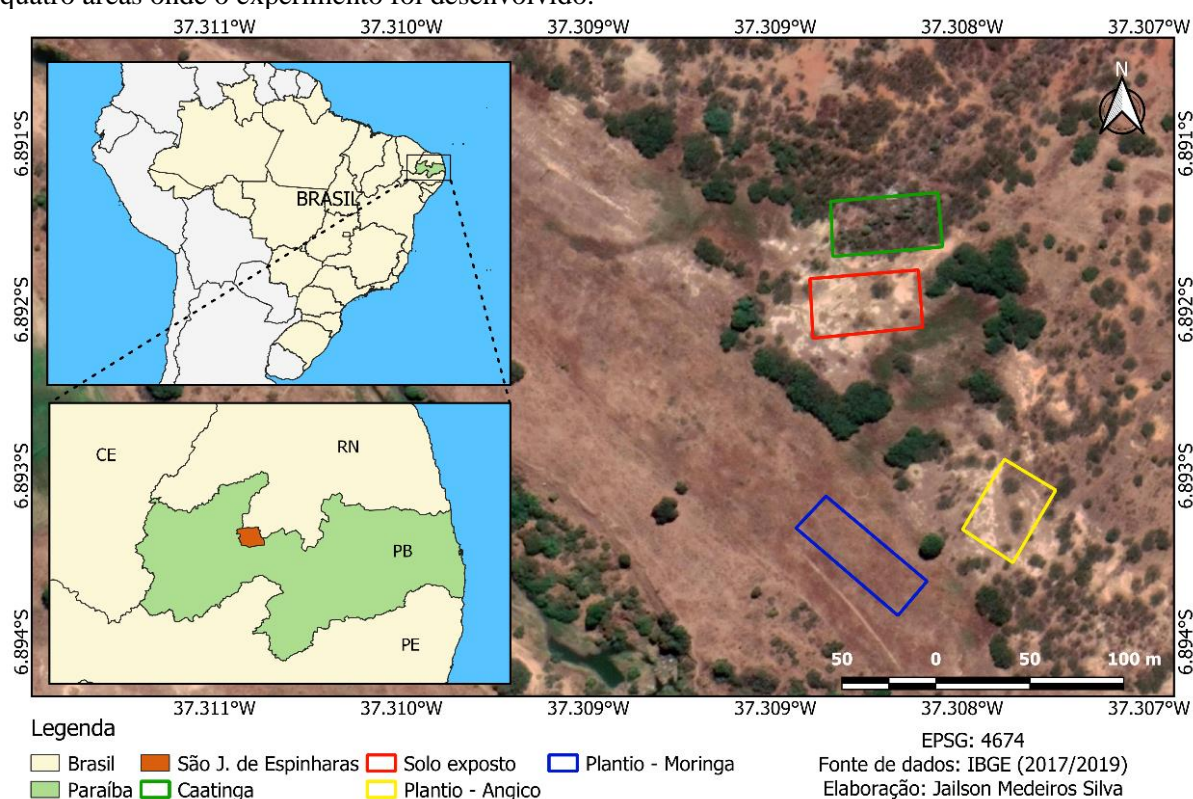 quatro áreas onde o experimento foi desenvolvido.
37.311°W 37.310°W 37.309°W 37.309°W 37.308°W 37.307°W
N
6.891°S
6.891°S
BRASIL
6.892°S
6.892°S
CE
RN
PB
PE
6.893°S
6.893°S
6.894°S
6.894°S
50 0 50 100 m
37.311°W 37.310°W 37.309°W 37.309°W 37.308°W 37.307°W
Legenda
Brasil São J. de Espinharas Solo exposto Plantio - Moringa
Paraíba Caatinga Plantio - Angico
EPSG: 4674
Fonte de dados: IBGE (2017/2019)
Elaboração: Jailson Medeiros Silva